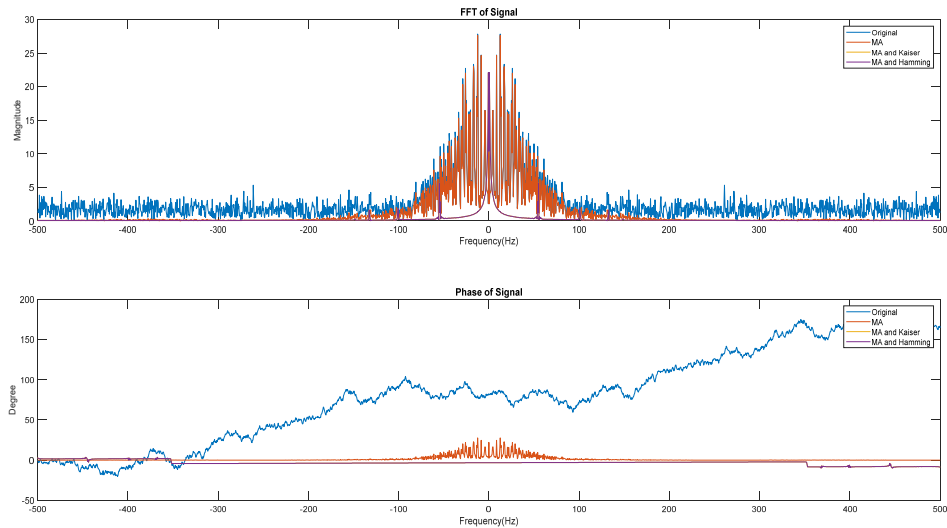 FFT of Signal
30
25
20
15
10
5
0
Magnitude
Original
MA
MA and Kaiser
MA and Hamming
-500 -400 -300 -200 -100 0 100 200 300 400 500
Frequency(Hz)
Phase of Signal
200
150
100
50
0
-50
Degree
Original
MA
MA and Kaiser
MA and Hamming
-500 -400 -300 -200 -100 0 100 200 300 400 500
Frequency(Hz)